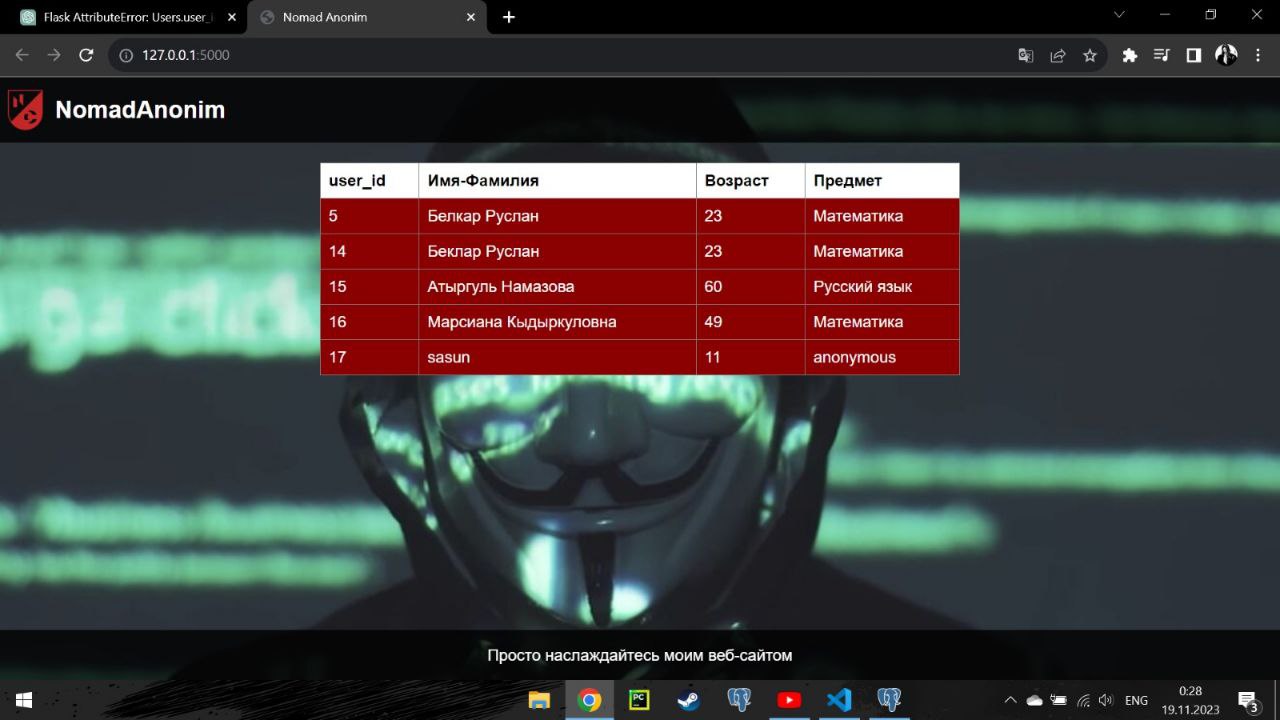 Flask AttributeError: Users.user_i
Nomad Anonim
127.0.0.1:5000
NomadAnonim
user_id Имя-Фамилия Возраст Предмет
5 Белкар Руслан 23 Математика
14 Беклар Руслан 23 Математика
15 Атыргуль Намазова 60 Русский язык
16 Марсиана Кыдыркуловна 49 Математика
17 sasun 11 anonymous
Просто наслаждайтесь моим веб-сайтом
PC
ENG
0:28
19.11.2023
3